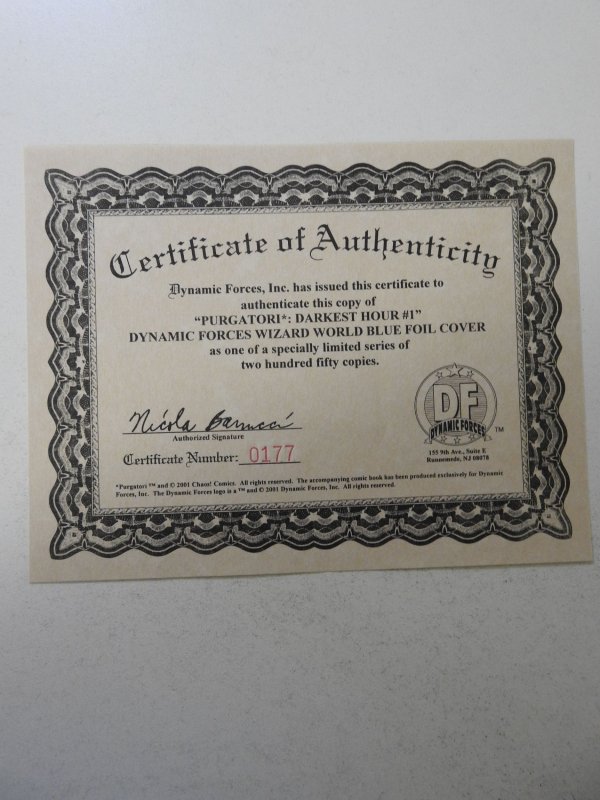 Certificate of Authenticity
Dynamic Forces, Inc. has issued this certificate to
authenticate this copy of
"PURGATORI*: DARKEST HOUR #1"
DYNAMIC FORCES WIZARD WORLD BLUE FOIL COVER
as one of a specially limited series of
two hundred fifty copies.
Nicola Barrucci
Authorized Signature
Certificate Number: 0177
DF
DYNAMIC FORCES
TM
155 9th Ave., Suite E
Runnemede, NJ 08078
*Purgatori ™ and © 2001 Chaos! Comics. All rights reserved. The accompanying comic book has been produced exclusively for Dynamic
Forces, Inc. The Dynamic Forces logo is a ™ and © 2001 Dynamic Forces, Inc. All rights reserved.